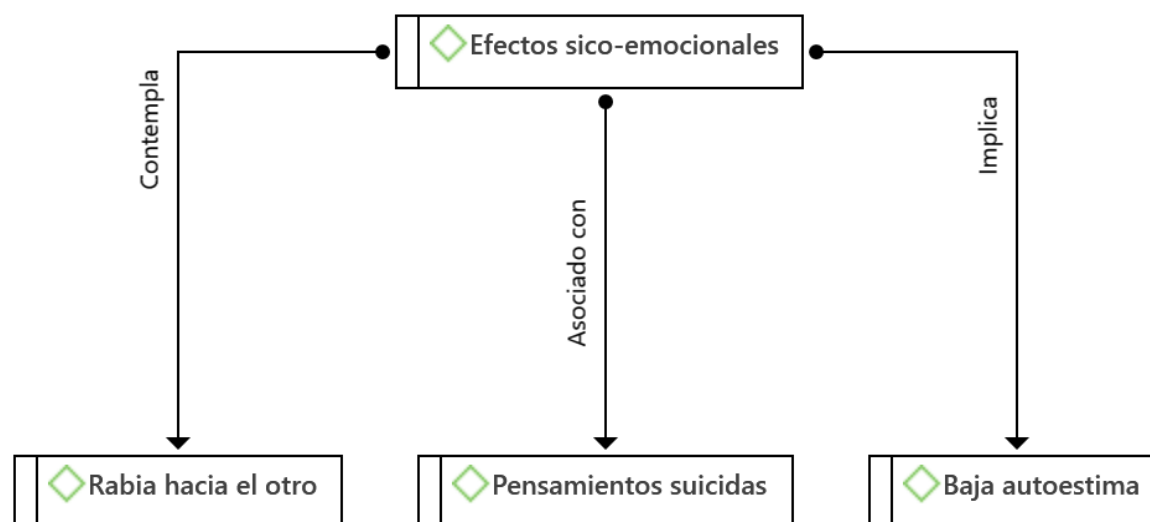 Efectos sico-emocionales
Contempla
Asociado con
Implica
Rabia hacia el otro
Pensamientos suicidas
Baja autoestima